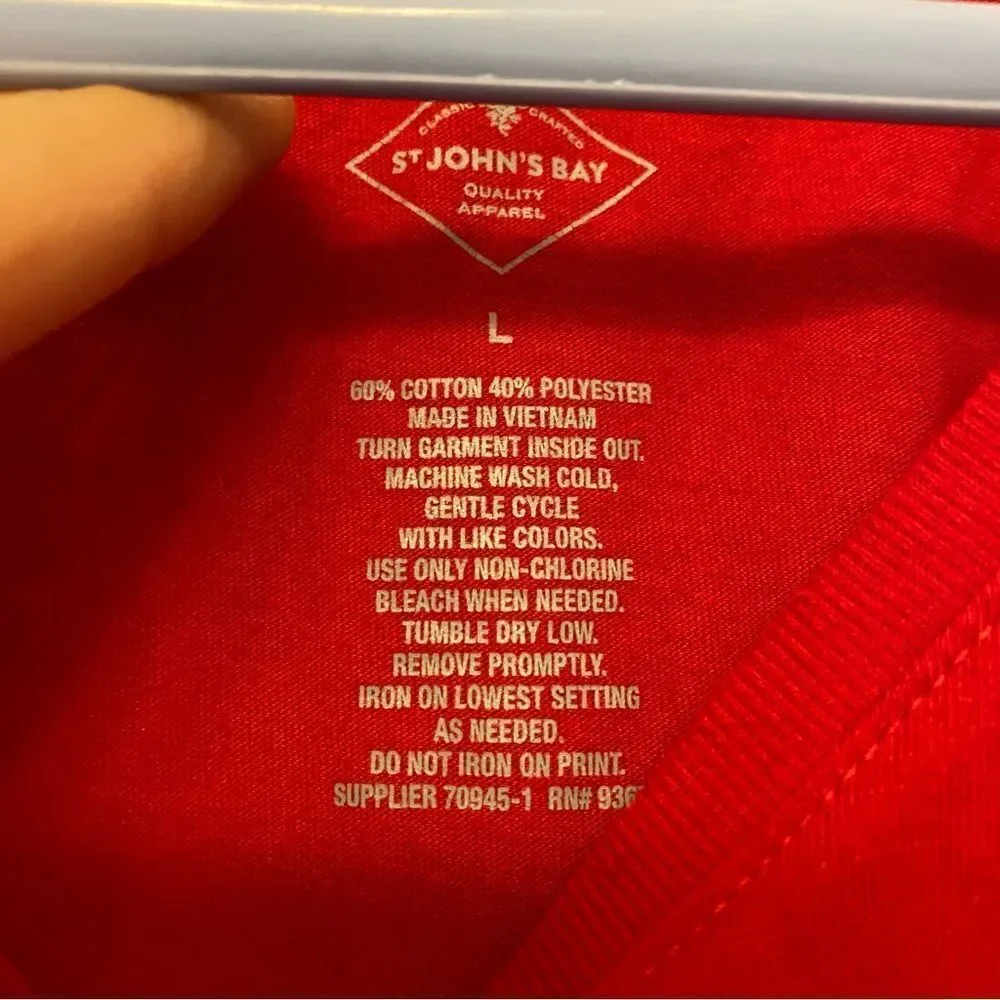 CLASSIC CRAFTED
ST JOHN'S BAY
QUALITY
APPAREL
L
60% COTTON 40% POLYESTER
MADE IN VIETNAM
TURN GARMENT INSIDE OUT.
MACHINE WASH COLD,
GENTLE CYCLE
WITH LIKE COLORS.
USE ONLY NON-CHLORINE
BLEACH WHEN NEEDED.
TUMBLE DRY LOW.
REMOVE PROMPTLY.
IRON ON LOWEST SETTING
AS NEEDED.
DO NOT IRON ON PRINT.
SUPPLIER 70945-1 RN#